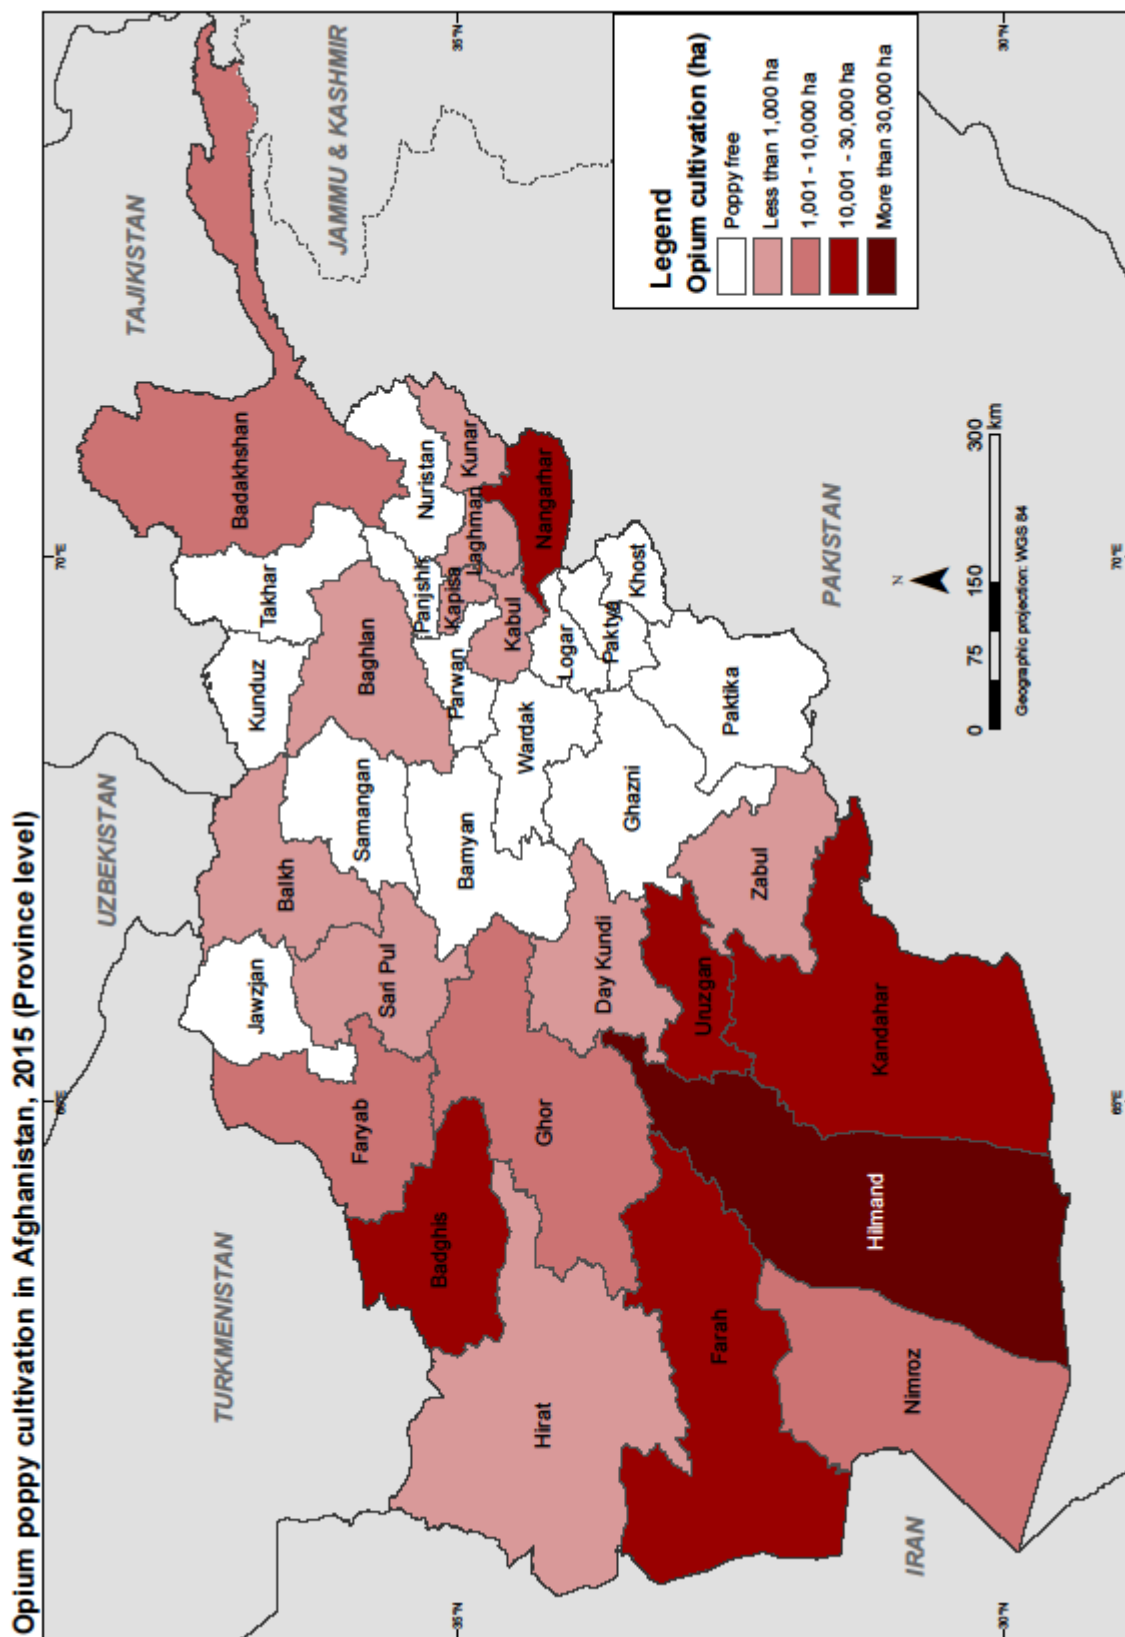 Opium poppy cultivation in Afghanistan, 2015 (Province level)
65°E
70°E
UZBEKISTAN
TAJIKISTAN
TURKMENISTAN
JAMMU & KASHMIR
35°N
35°N
Badakhshan
Takhar
Kunduz
Jawzjan
Balkh
Faryab
Samangan
Baghlan
Sari Pul
Nuristan
Panjshir
Kunar
Kapisa
Laghman
Parwan
Badghis
Bamyan
Kabul
Nangarhar
Wardak
Hirat
Ghor
Logar
Day Kundi
Paktya
Khost
Ghazni
Uruzgan
Farah
Paktika
Zabul
PAKISTAN
Hilmand
Kandahar
Nimroz
IRAN
Legend
Opium cultivation (ha)
Poppy free
Less than 1,000 ha
1,001 - 10,000 ha
10,001 - 30,000 ha
More than 30,000 ha
N
0 75 150 300
km
Geographic projection: WGS 84
30°N
30°N
65°E
70°E